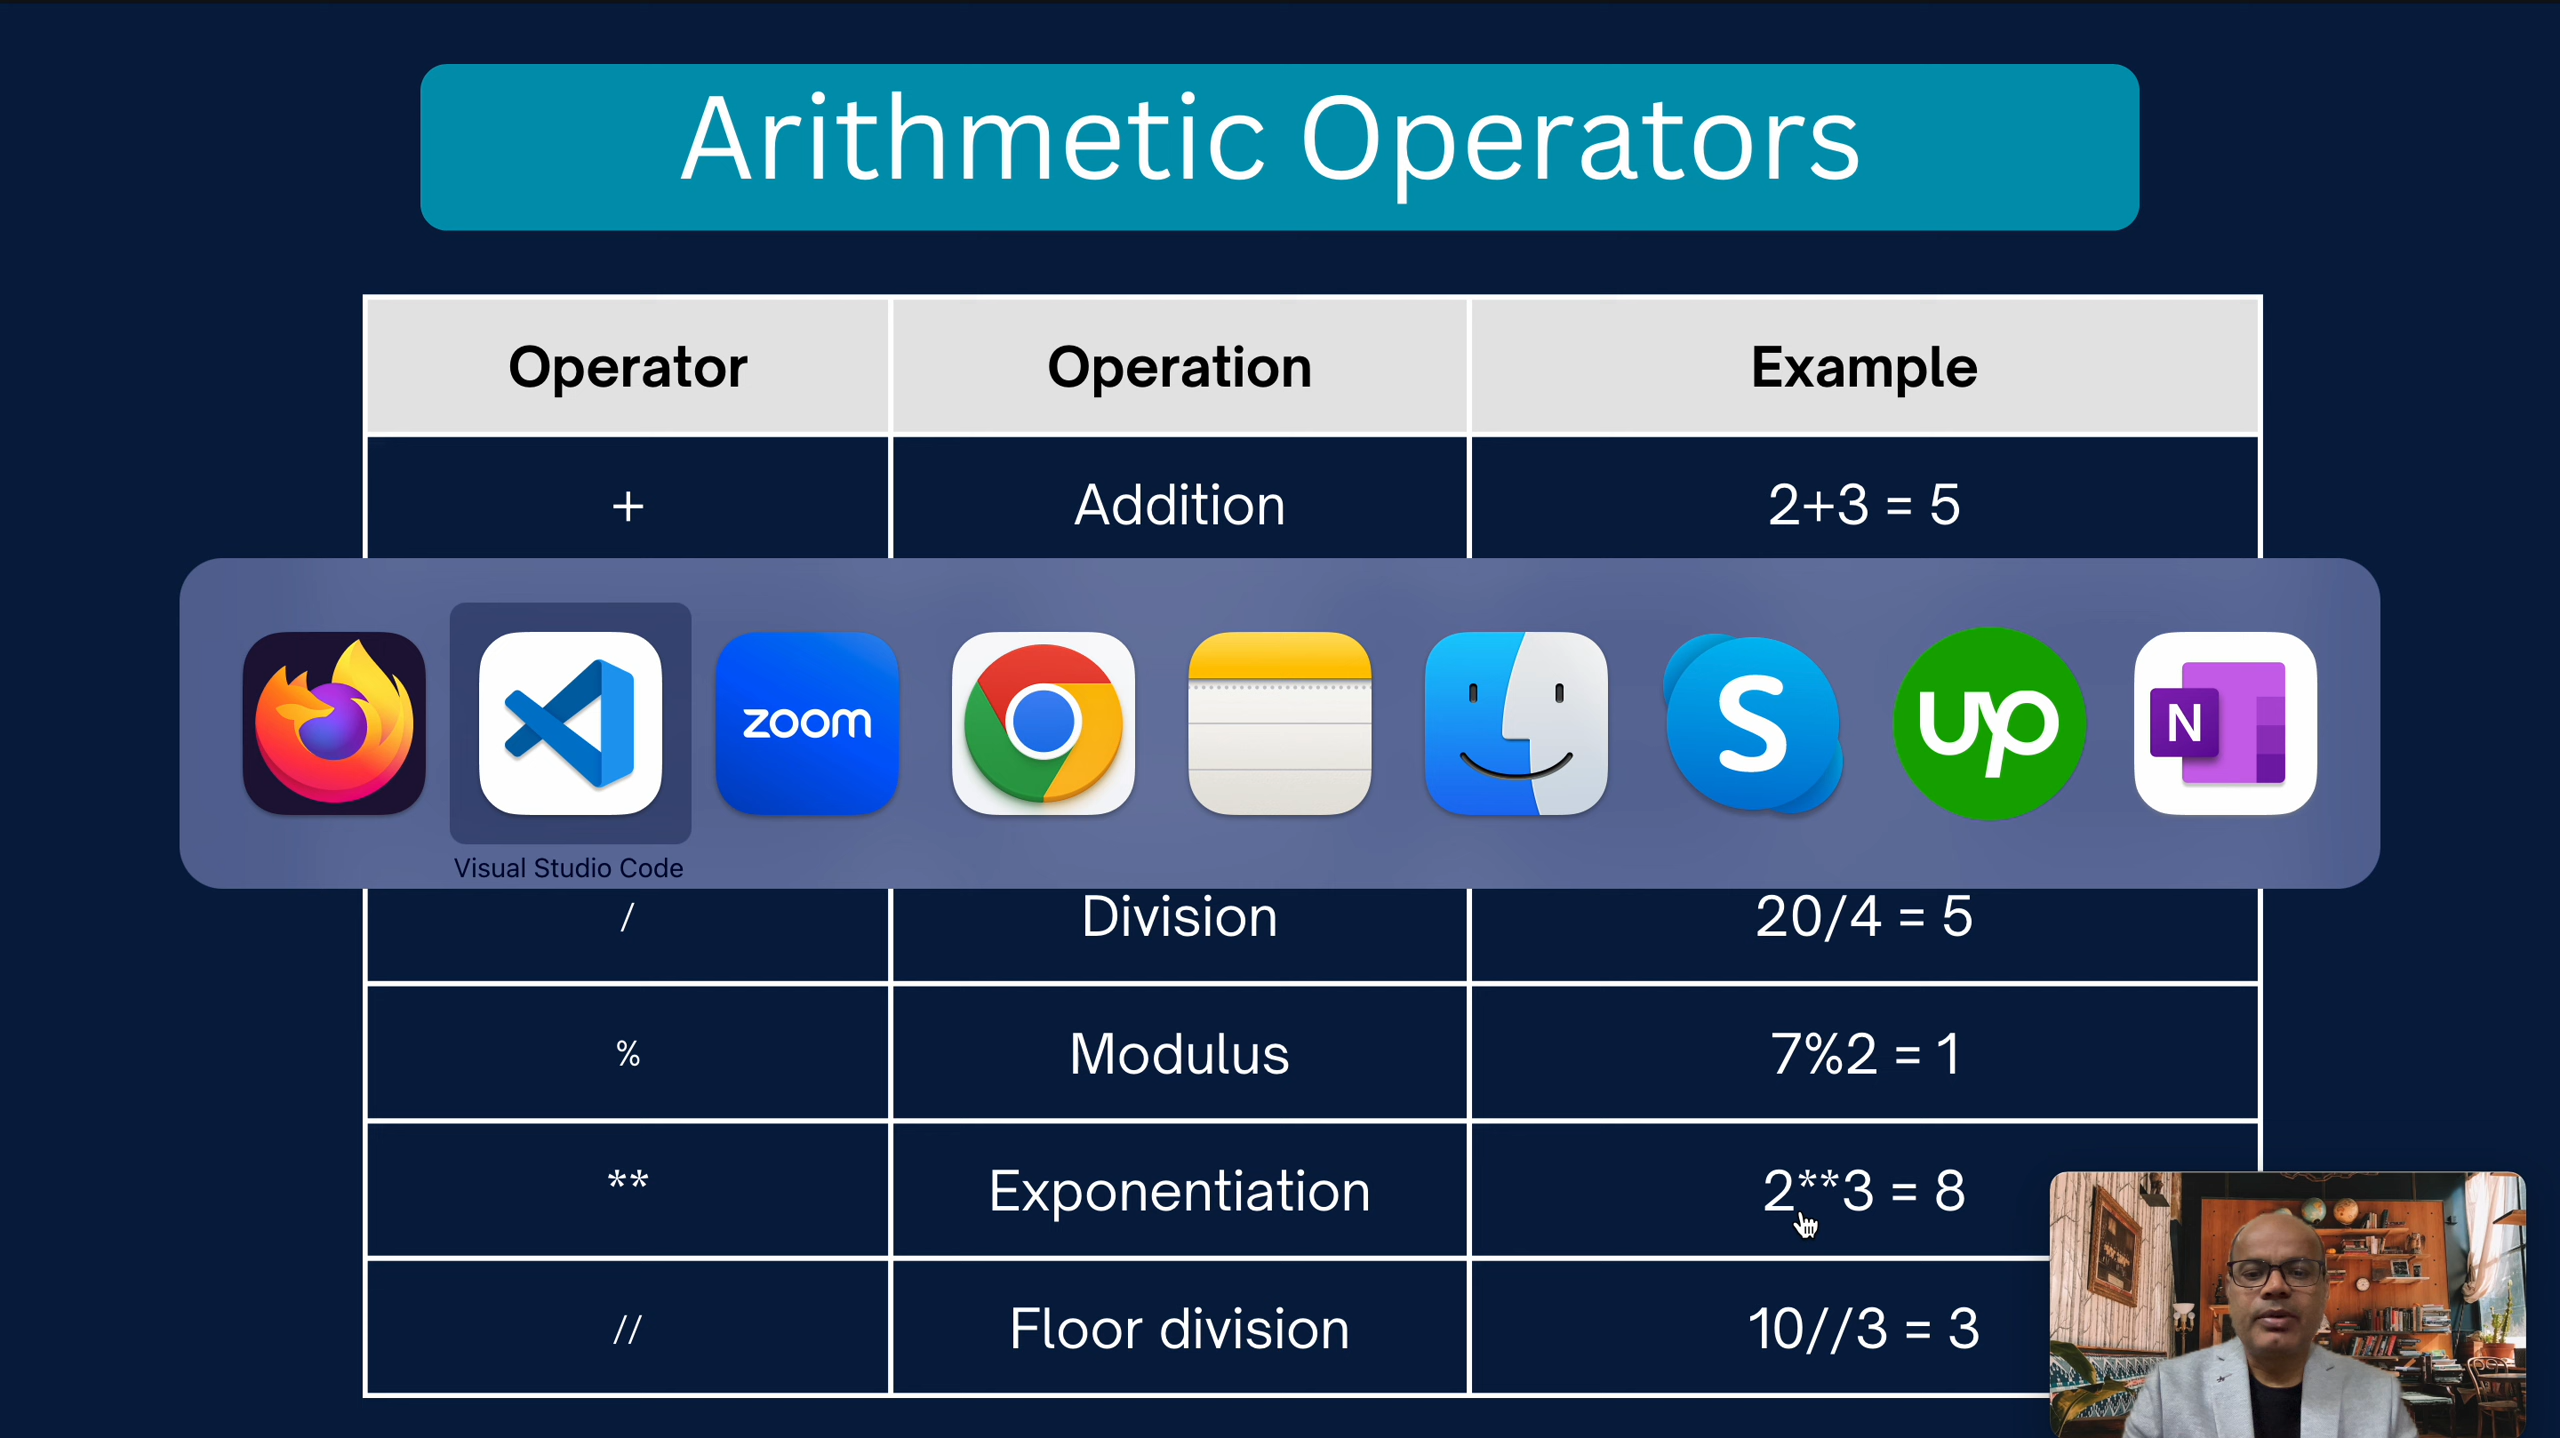 Arithmetic Operators
Operator Operation Example
+ Addition 2+3 = 5
zoom
S
up
N
Visual Studio Code
/ Division 20/4 = 5
% Modulus 7%2 = 1
** Exponentiation 2**3 = 8
// Floor division 10//3 = 3